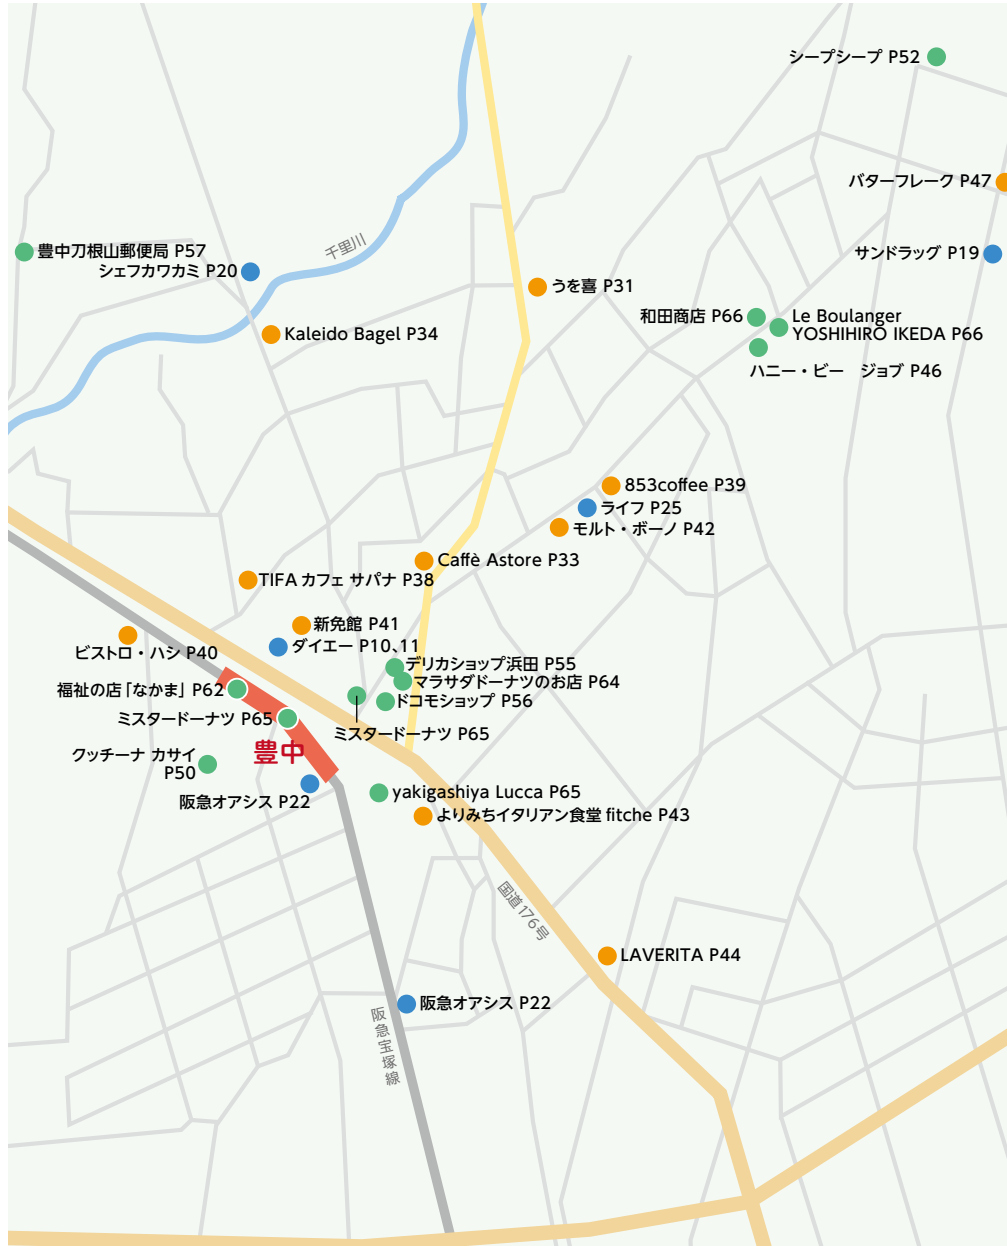 シープシープ P52
バターフレーク P47
千里川
豊中刀根山郵便局 P57
サンドラッグ P19
シェフカワカミ P20
うを喜 P31
和田商店 P66
Le Boulanger
YOSHIHIRO IKEDA P66
Kaleido Bagel P34
ハニー・ビー　ジョブ P46
853coffee P39
ライフ P25
モルト・ボーノ P42
Caffè Astore P33
TIFA カフェ サパナ P38
新免館 P41
ダイエー P10、11
ビストロ・ハシ P40
デリカショップ浜田 P55
マラサダドーナツのお店 P64
福祉の店「なかま」 P62
ドコモショップ P56
ミスタードーナツ P65
ミスタードーナツ P65
豊中
クッチーナ カサイ
P50
阪急オアシス P22
yakigashiya Lucca P65
よりみちイタリアン食堂 fitche P43
国道176号
LAVERITA P44
阪急オアシス P22
阪急宝塚線